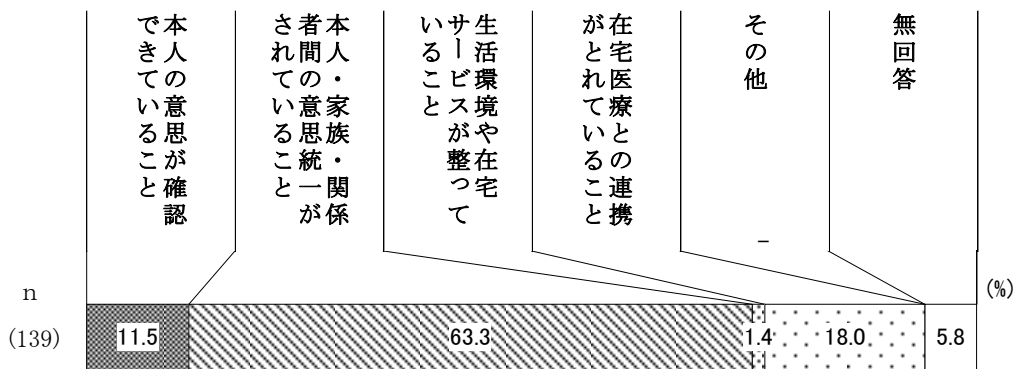 本人の意思が確認
できていること
本人・家族・関係
者間の意思統一が
されていること
生活環境や在宅
サービスが整って
いること
在宅医療との連携
がとれていること
その他
無回答
–
n
(%)
(139)
11.5
63.3
1.4
18.0
5.8